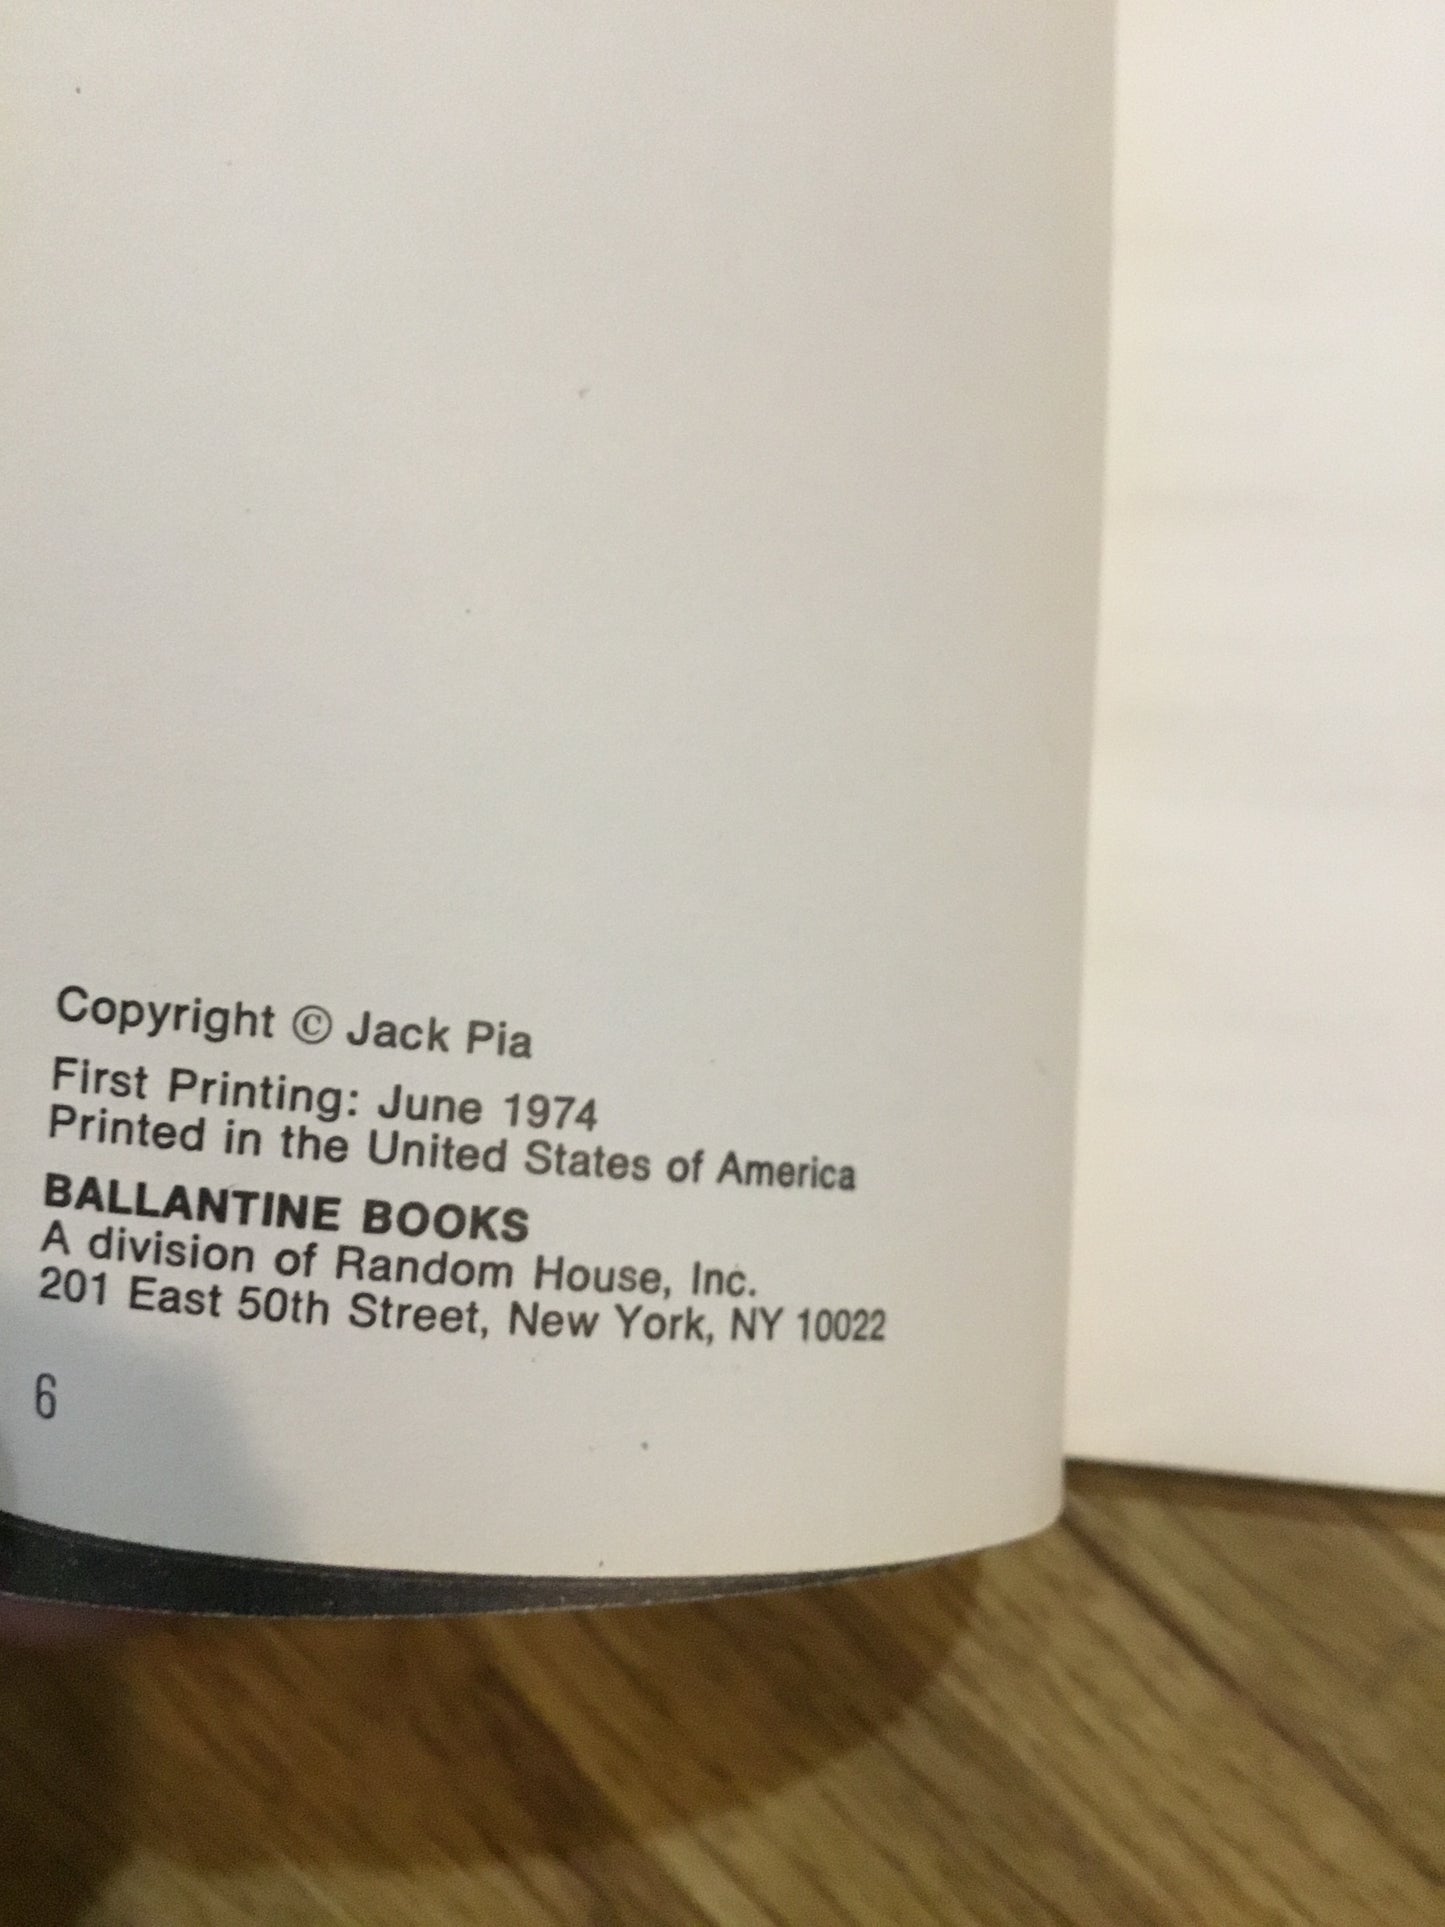 Copyright © Jack Pia
First Printing: June 1974
Printed in the United States of America
BALLANTINE BOOKS
A division of Random House, Inc.
201 East 50th Street, New York, NY 10022
6